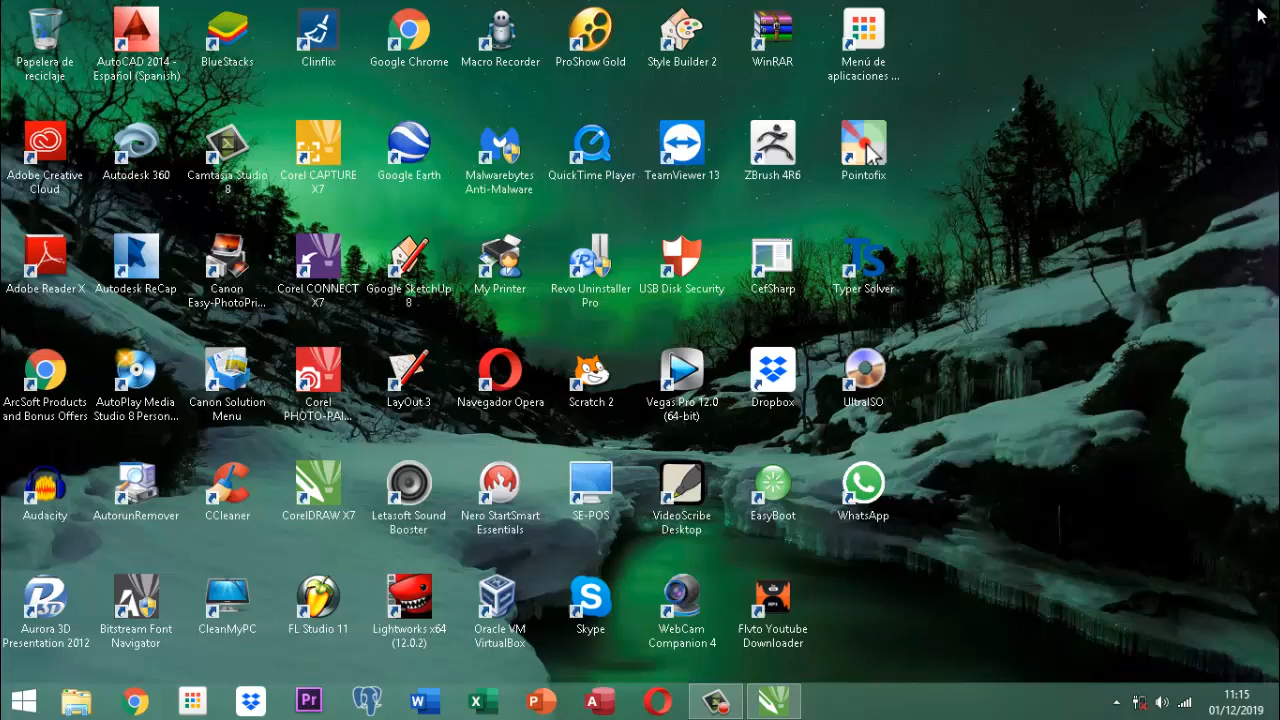 Papelera de
reciclaje
AutoCAD 2014 -
Español (Spanish)
BlueStacks
Clinflix
Google Chrome
Macro Recorder
ProShow Gold
Style Builder 2
WinRAR
Menú de
aplicaciones ...
Adobe Creative
Cloud
Autodesk 360
Camtasia Studio
8
Corel CAPTURE
X7
Google Earth
Malwarebytes
Anti-Malware
QuickTime Player
TeamViewer 13
ZBrush 4R6
Pointofix
Adobe Reader X
Autodesk ReCap
Canon
Easy-PhotoPri...
Corel CONNECT
X7
Google SketchUp
8
My Printer
Revo Uninstaller
Pro
USB Disk Security
CefSharp
TS
Typer Solver
ArcSoft Products
and Bonus Offers
AutoPlay Media
Studio 8 Person...
Canon Solution
Menu
Corel
PHOTO-PAI...
LayOut 3
Navegador Opera
Scratch 2
Vegas Pro 12.0
(64-bit)
Dropbox
UltraISO
Audacity
AutorunRemover
CCleaner
CorelDRAW X7
Letasoft Sound
Booster
Nero StartSmart
Essentials
SE-POS
VideoScribe
Desktop
EasyBoot
WhatsApp
Aurora 3D
Presentation 2012
Bitstream Font
Navigator
CleanMyPC
FL Studio 11
Lightworks x64
(12.0.2)
Oracle VM
VirtualBox
Skype
WebCam
Companion 4
Flvto Youtube
Downloader
Pr
W
X
P
A
11:15
01/12/2019